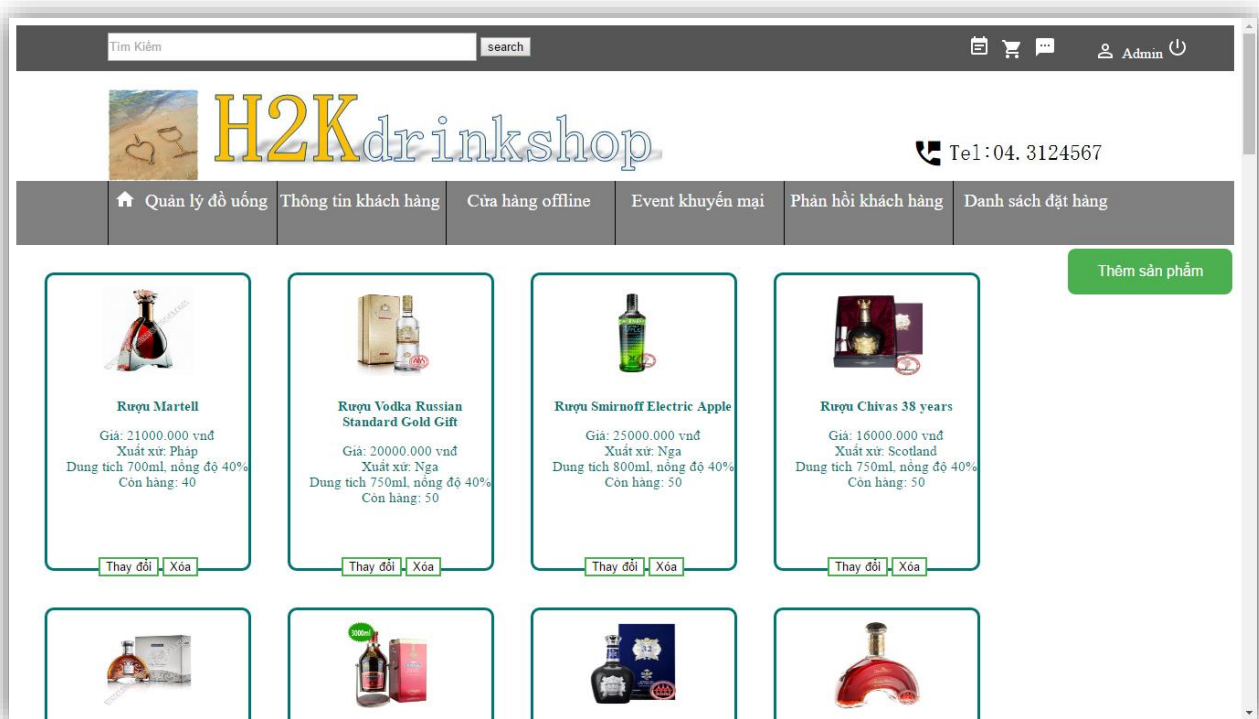 Tìm Kiếm
search
Admin
H2Kdrinkshop
Tel:04. 3124567
Quản lý đồ uống
Thông tin khách hàng
Cửa hàng offline
Event khuyến mại
Phản hồi khách hàng
Danh sách đặt hàng
Thêm sản phẩm
Rượu Martell
Giá: 21000.000 vnđ
Xuất xứ: Pháp
Dung tích 700ml, nồng độ 40%
Còn hàng: 40
Thay đổi
Xóa
Rượu Vodka Russian
Standard Gold Gift
Giá: 20000.000 vnđ
Xuất xứ: Nga
Dung tích 750ml, nồng độ 40%
Còn hàng: 50
Thay đổi
Xóa
Rượu Smirnoff Electric Apple
Giá: 25000.000 vnđ
Xuất xứ: Nga
Dung tích 800ml, nồng độ 40%
Còn hàng: 50
Thay đổi
Xóa
Rượu Chivas 38 years
Giá: 16000.000 vnđ
Xuất xứ: Scotland
Dung tích 750ml, nồng độ 40%
Còn hàng: 50
Thay đổi
Xóa
3000ml
32